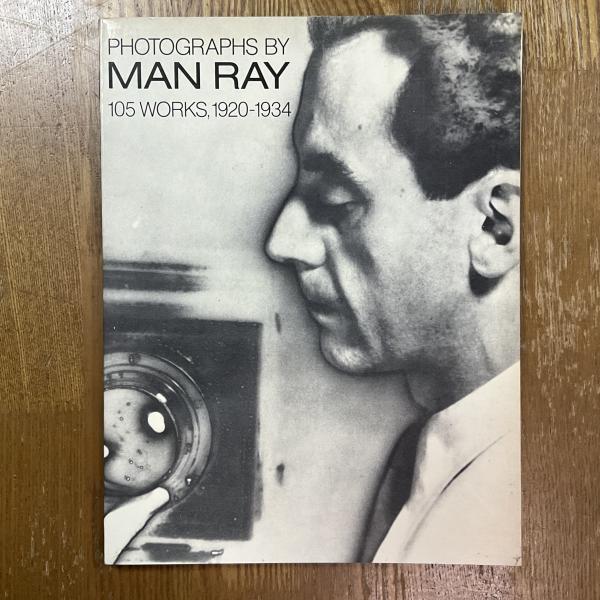 PHOTOGRAPHS BY
MAN RAY
105 WORKS, 1920-1934